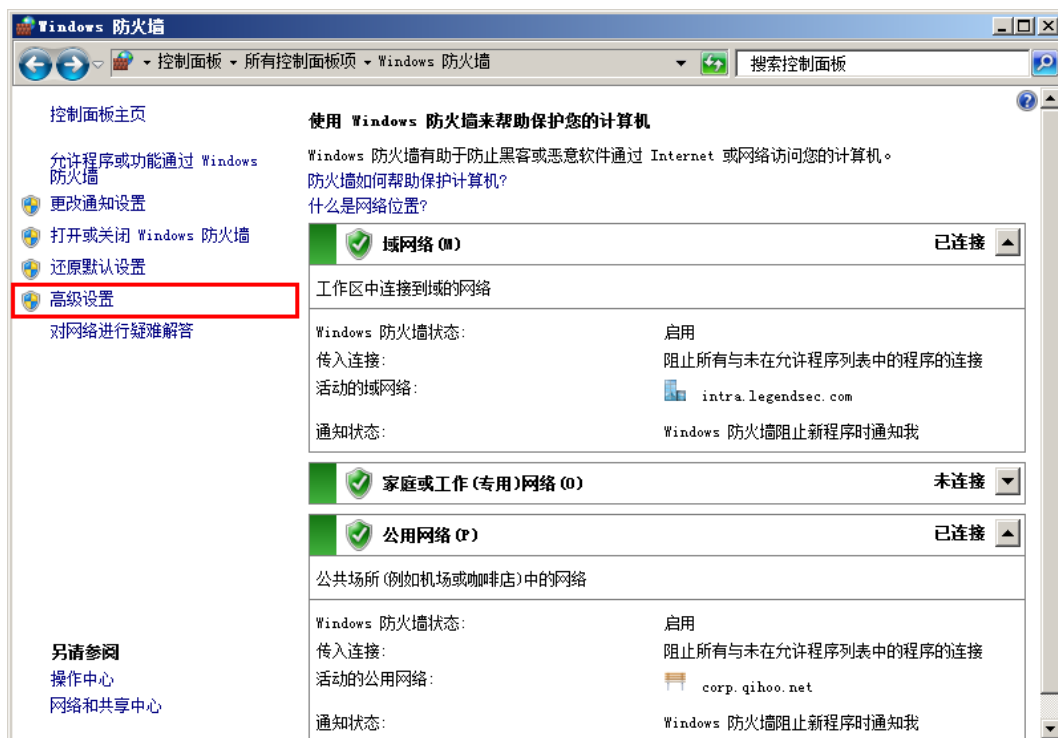 Windows 防火墙
控制面板 所有控制面板项 Windows 防火墙
搜索控制面板
控制面板主页
允许程序或功能通过 Windows
防火墙
更改通知设置
打开或关闭 Windows 防火墙
还原默认设置
高级设置
对网络进行疑难解答
另请参阅
操作中心
网络和共享中心
使用 Windows 防火墙来帮助保护您的计算机
Windows 防火墙有助于防止黑客或恶意软件通过 Internet 或网络访问您的计算机。
防火墙如何帮助保护计算机?
什么是网络位置?
域网络(M) 已连接
工作区中连接到域的网络
Windows 防火墙状态: 启用
传入连接: 阻止所有与未在允许程序列表中的程序的连接
活动的域网络: intra.legendsec.com
通知状态: Windows 防火墙阻止新程序时通知我
家庭或工作(专用)网络(O) 未连接
公用网络(P) 已连接
公共场所(例如机场或咖啡店)中的网络
Windows 防火墙状态: 启用
传入连接: 阻止所有与未在允许程序列表中的程序的连接
活动的公用网络: corp.qihoo.net
通知状态: Windows 防火墙阻止新程序时通知我